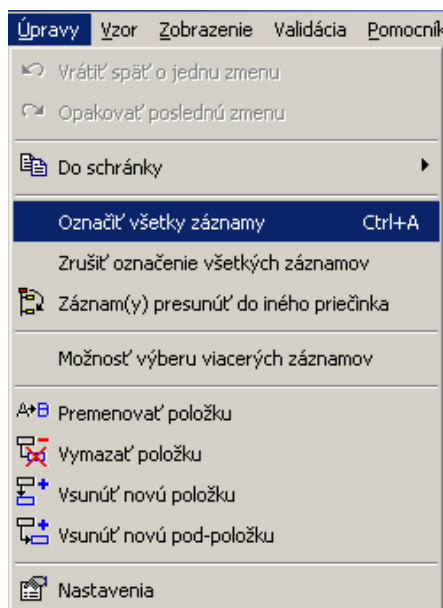 Úpravy Vzor Zobrazenie Validácia Pomocník
Vrátiť späť o jednu zmenu
Opakovať poslednú zmenu
Do schránky
Označiť všetky záznamy Ctrl+A
Zrušiť označenie všetkých záznamov
Záznam(y) presunúť do iného priečinka
Možnosť výberu viacerých záznamov
A B Premenovať položku
Vymazať položku
Vsunúť novú položku
Vsunúť novú pod-položku
Nastavenia